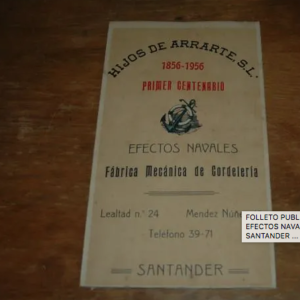 HIJOS DE ARRARTE, S.L.
1856-1956
PRIMER CENTENARIO
EFECTOS NAVALES
Fábrica Mecánica de Cordelería
Lealtad n.º 24 Mendez Núñ
Teléfono 39-71
SANTANDER
FOLLETO PUBL
EFECTOS NAVA
SANTANDER ...